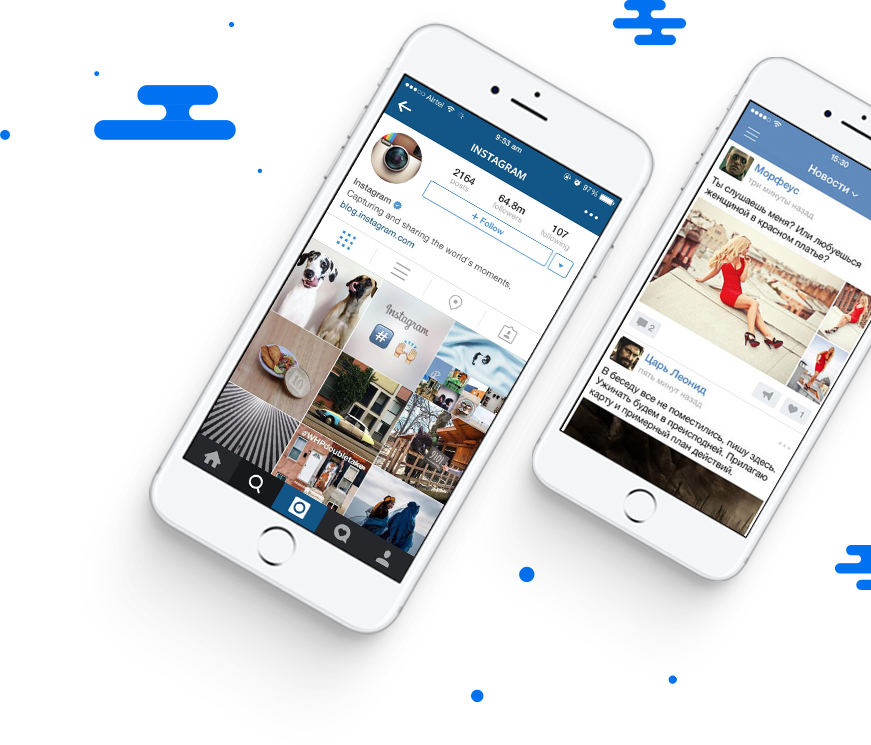 Airtel
9:53 am
97%
INSTAGRAM
2164
posts
64.8m
followers
107
following
+ Follow
Instagram
Capturing and sharing the world's moments.
blog.instagram.com
Instagram
#
#WHPdoubletake
15:30
Новости
Морфеус
три минуты назад
Ты слушаешь меня? Или любуешься
женщиной в красном платье?
2
1
Царь Леонид
пять минут назад
В беседу все не поместились, пишу здесь.
Ужинать будем в преисподней. Прилагаю
карту и примерный план действий.